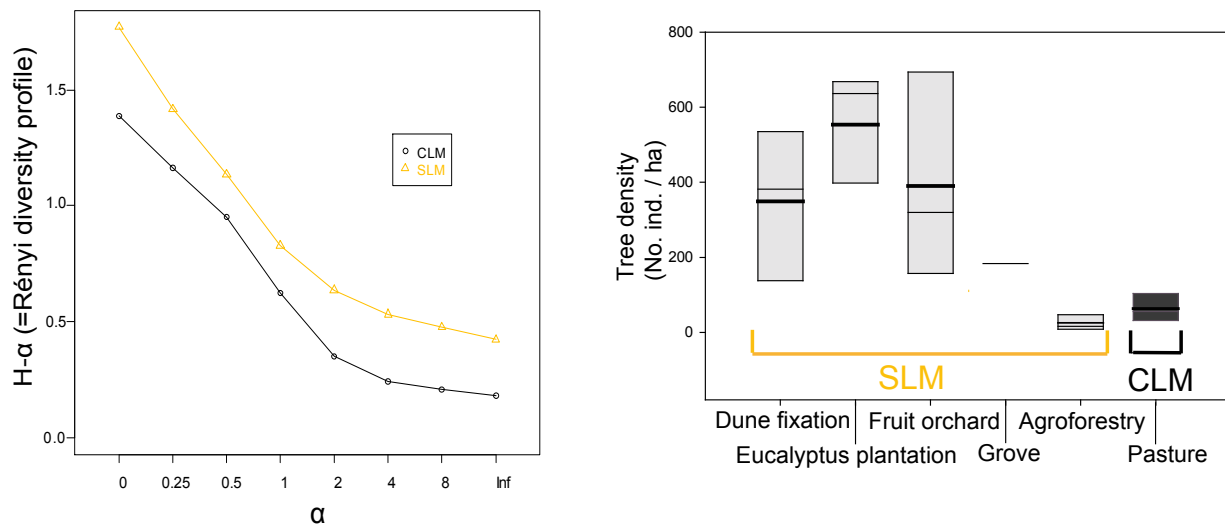 H-α (=Rényi diversity profile)
1.5
1.0
0.5
0.0
CLM
SLM
0 0.25 0.5 1 2 4 8 Inf
α
Tree density
(No. ind. / ha)
800
600
400
200
0
SLM
CLM
Dune fixation Fruit orchard Agroforestry
Eucalyptus plantation Grove Pasture